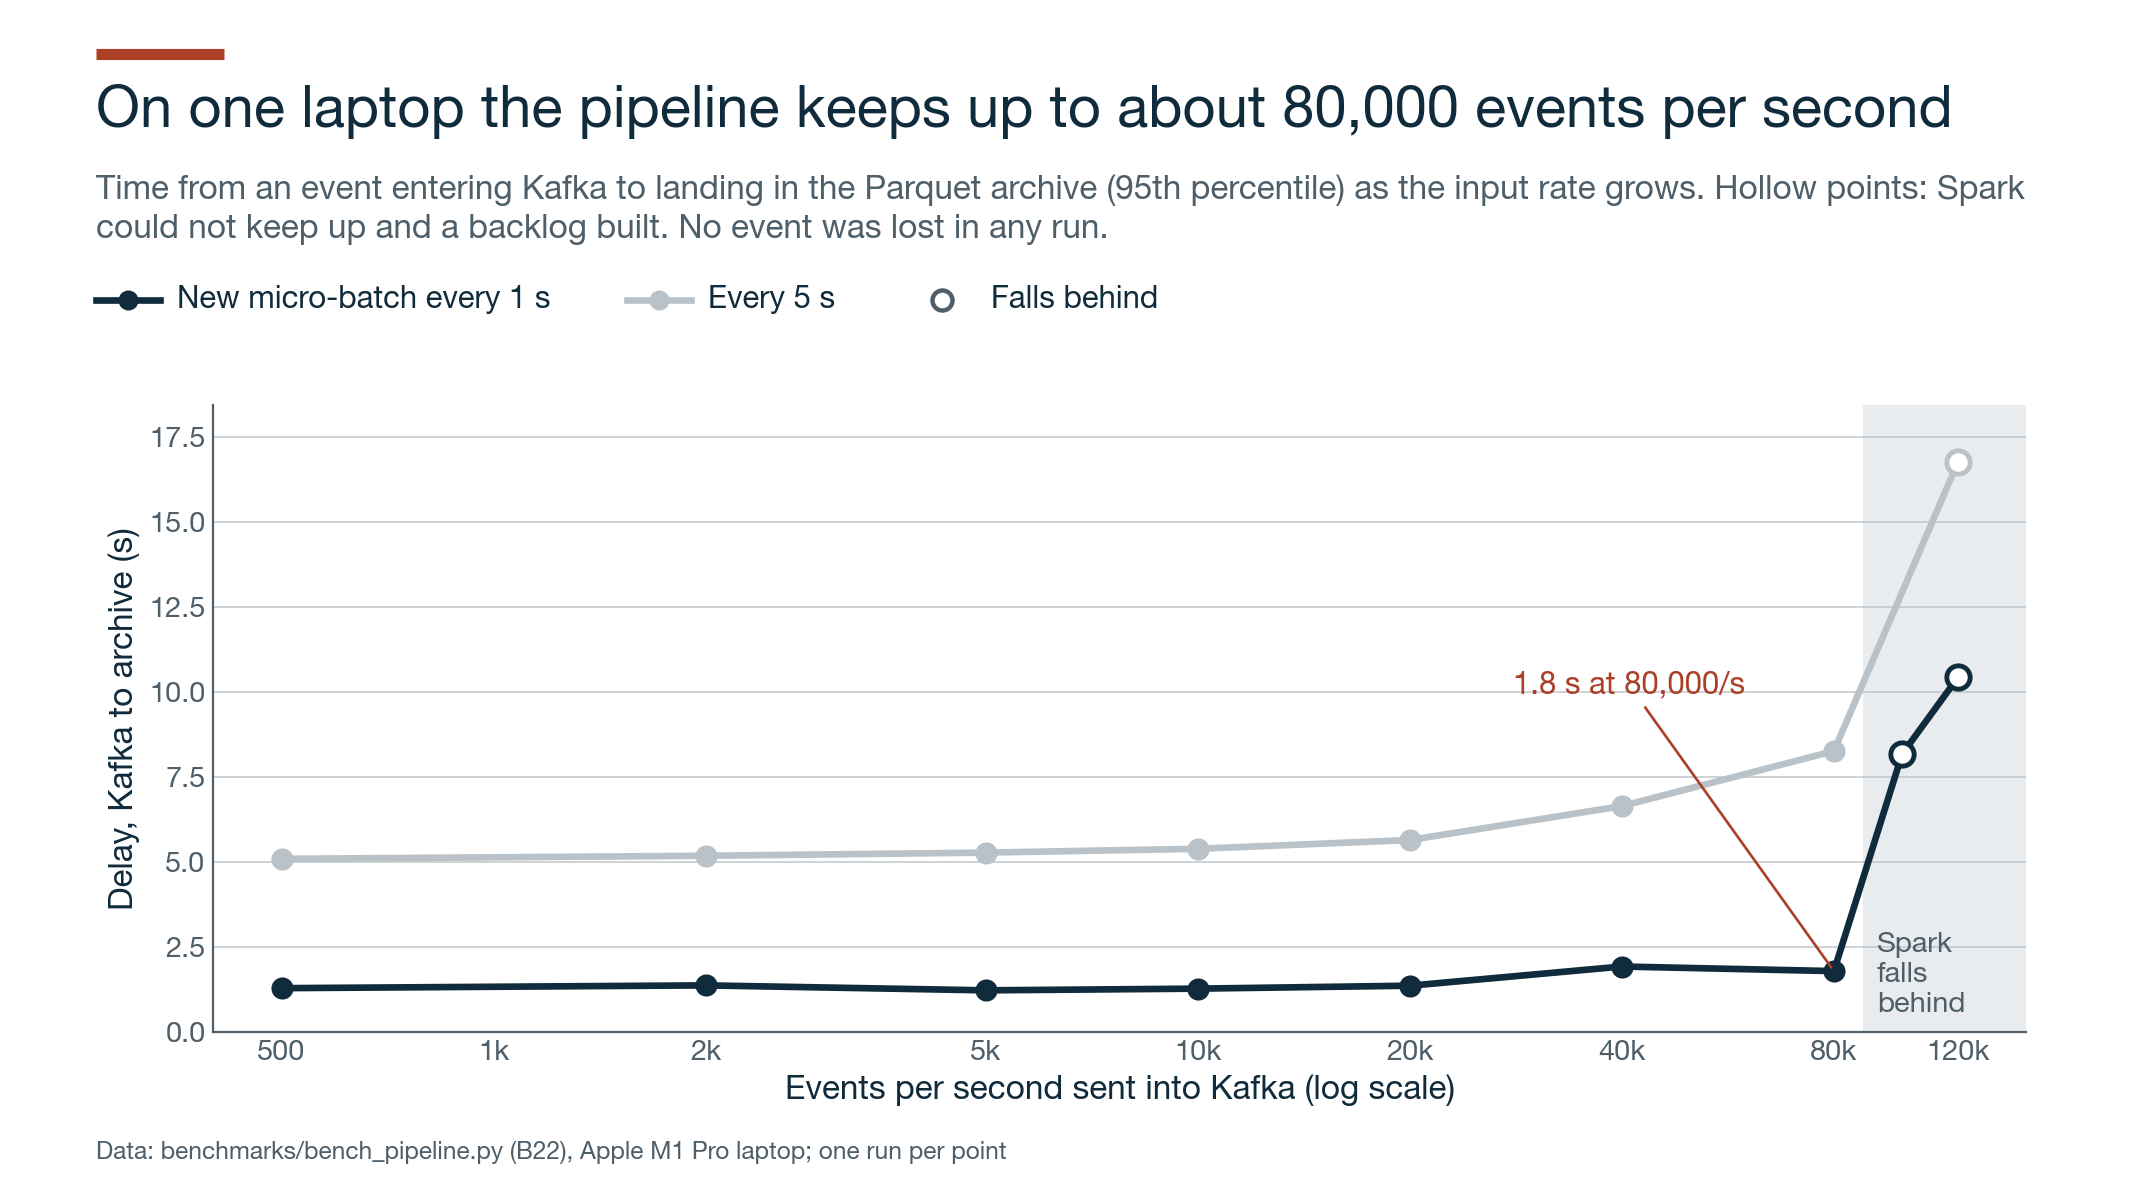 On one laptop the pipeline keeps up to about 80,000 events per second
Time from an event entering Kafka to landing in the Parquet archive (95th percentile) as the input rate grows. Hollow points: Spark
could not keep up and a backlog built. No event was lost in any run.
New micro-batch every 1 s
Every 5 s
Falls behind
Delay, Kafka to archive (s)
17.5
15.0
12.5
10.0
7.5
5.0
2.5
0.0
1.8 s at 80,000/s
Spark
falls
behind
500
1k
2k
5k
10k
20k
40k
80k
120k
Events per second sent into Kafka (log scale)
Data: benchmarks/bench_pipeline.py (B22), Apple M1 Pro laptop; one run per point